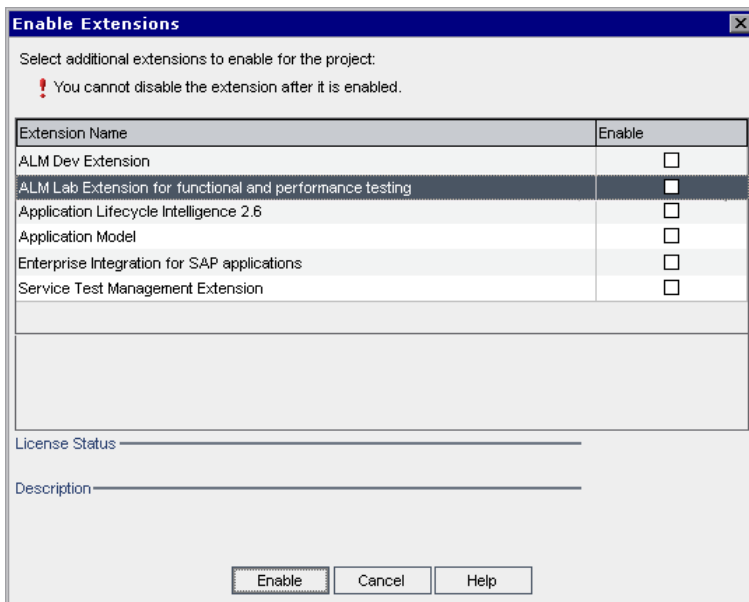 Enable Extensions
Select additional extensions to enable for the project:
You cannot disable the extension after it is enabled.
Extension Name Enable
ALM Dev Extension
ALM Lab Extension for functional and performance testing
Application Lifecycle Intelligence 2.6
Application Model
Enterprise Integration for SAP applications
Service Test Management Extension
License Status
Description
Enable Cancel Help